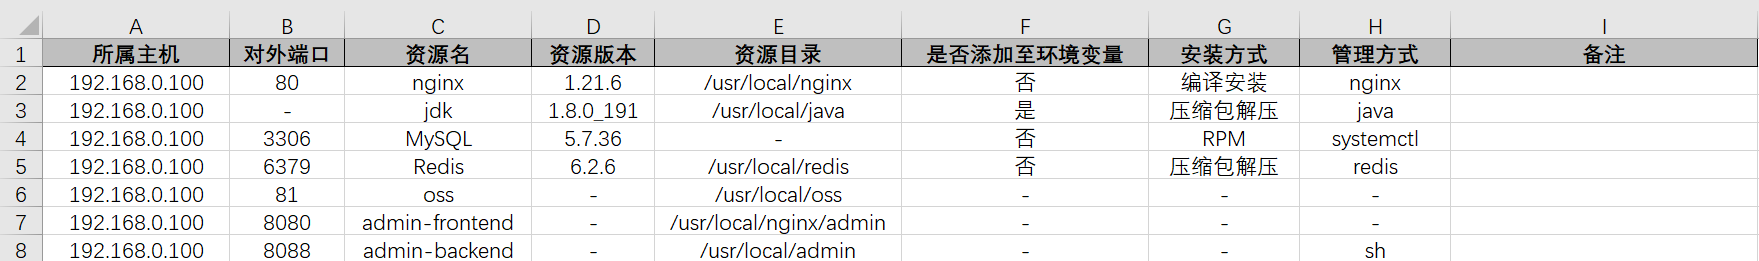 A B C D E F G H I
1 所属主机 对外端口 资源名 资源版本 资源目录 是否添加至环境变量 安装方式 管理方式 备注
2 192.168.0.100 80 nginx 1.21.6 /usr/local/nginx 否 编译安装 nginx
3 192.168.0.100 - jdk 1.8.0_191 /usr/local/java 是 压缩包解压 java
4 192.168.0.100 3306 MySQL 5.7.36 - 否 RPM systemctl
5 192.168.0.100 6379 Redis 6.2.6 /usr/local/redis 否 压缩包解压 redis
6 192.168.0.100 81 oss - /usr/local/oss - - -
7 192.168.0.100 8080 admin-frontend - /usr/local/nginx/admin - - -
8 192.168.0.100 8088 admin-backend - /usr/local/admin - - sh